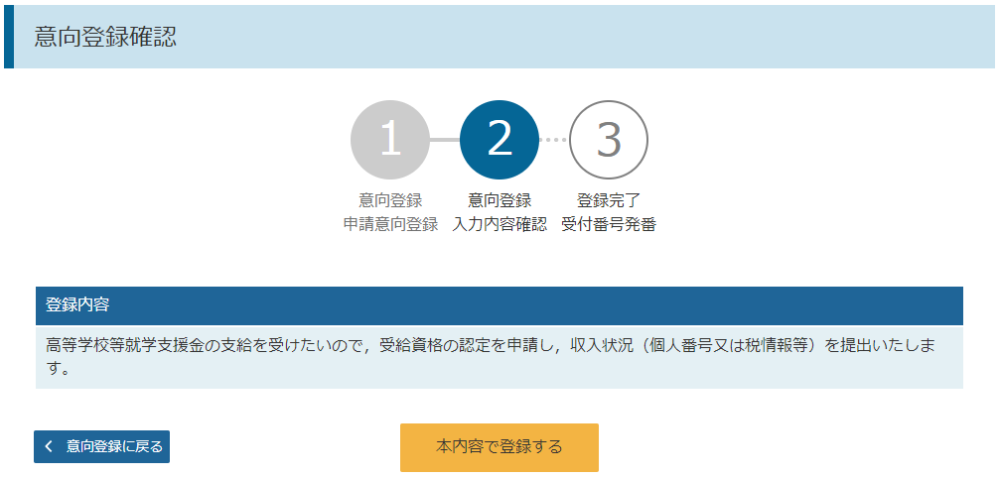 意向登録確認
1
2
3
意向登録
申請意向登録
意向登録
入力内容確認
登録完了
受付番号発番
登録内容
高等学校等就学支援金の支給を受けたいので，受給資格の認定を申請し，収入状況（個人番号又は税情報等）を提出いたしま
す。
意向登録に戻る
本内容で登録する